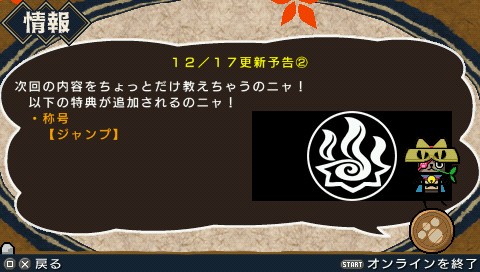 情報
12／17更新予告②
次回の内容をちょっとだけ教えちゃうのニャ！
以下の特典が追加されるのニャ！
・称号
【ジャンプ】
戻る
START オンラインを終了